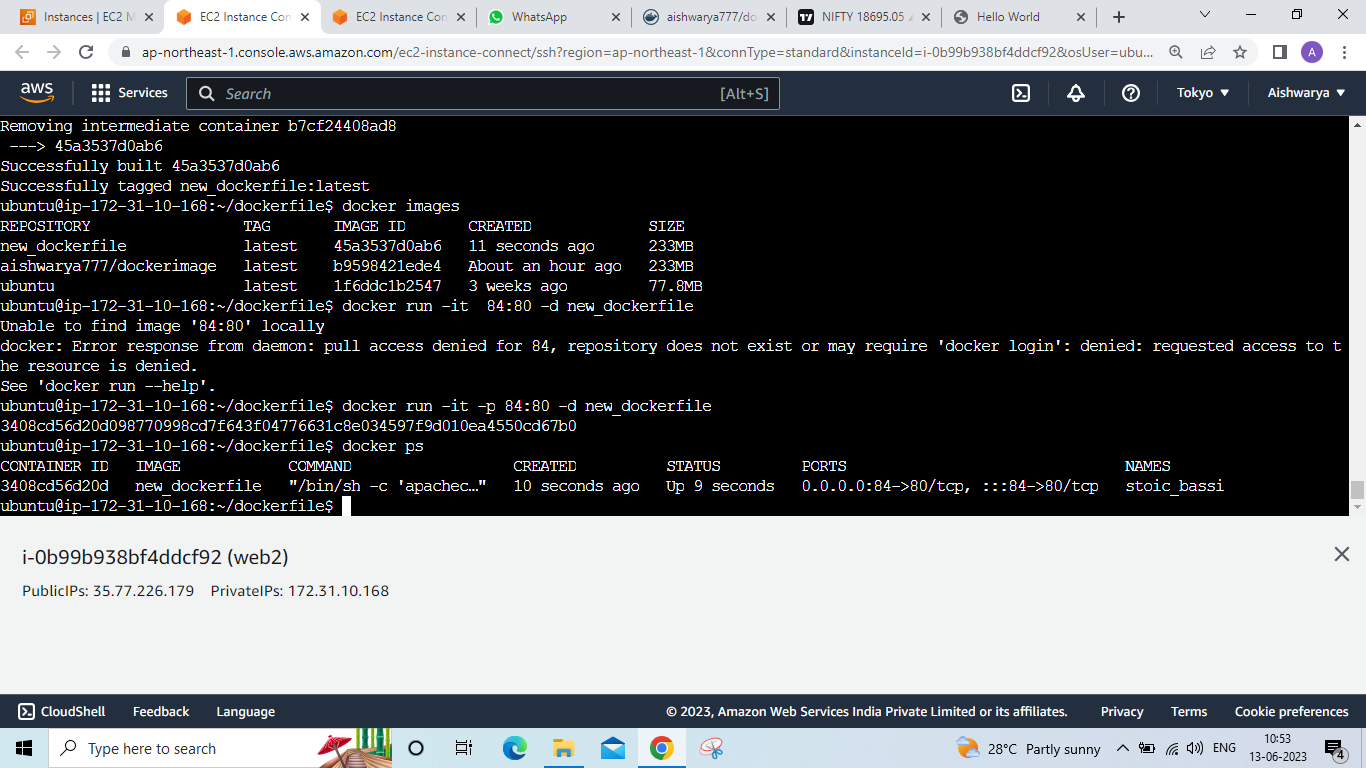 Instances | EC2 M
EC2 Instance Con
EC2 Instance Con
WhatsApp
aishwarya777/do
NIFTY 18695.05
Hello World
ap-northeast-1.console.aws.amazon.com/ec2-instance-connect/ssh?region=ap-northeast-1&connType=standard&instanceId=i-0b99b938bf4ddcf92&osUser=ubu...
A
aws
Services
Search
[Alt+S]
Tokyo
Aishwarya
Removing intermediate container b7cf24408ad8
---> 45a3537d0ab6
Successfully built 45a3537d0ab6
Successfully tagged new_dockerfile:latest
ubuntu@ip-172-31-10-168:~/dockerfile$ docker images
REPOSITORY TAG IMAGE ID CREATED SIZE
new_dockerfile latest 45a3537d0ab6 11 seconds ago 233MB
aishwarya777/dockerimage latest b9598421ede4 About an hour ago 233MB
ubuntu latest 1f6ddc1b2547 3 weeks ago 77.8MB
ubuntu@ip-172-31-10-168:~/dockerfile$ docker run -it  84:80 -d new_dockerfile
Unable to find image '84:80' locally
docker: Error response from daemon: pull access denied for 84, repository does not exist or may require 'docker login': denied: requested access to t
he resource is denied.
See 'docker run --help'.
ubuntu@ip-172-31-10-168:~/dockerfile$ docker run -it -p 84:80 -d new_dockerfile
3408cd56d20d098770998cd7f643f04776631c8e034597f9d010ea4550cd67b0
ubuntu@ip-172-31-10-168:~/dockerfile$ docker ps
CONTAINER ID IMAGE COMMAND CREATED STATUS PORTS NAMES
3408cd56d20d new_dockerfile "/bin/sh -c 'apachec…" 10 seconds ago Up 9 seconds 0.0.0.0:84->80/tcp, :::84->80/tcp stoic_bassi
ubuntu@ip-172-31-10-168:~/dockerfile$
i-0b99b938bf4ddcf92 (web2)
PublicIPs: 35.77.226.179 PrivateIPs: 172.31.10.168
CloudShell
Feedback
Language
© 2023, Amazon Web Services India Private Limited or its affiliates.
Privacy
Terms
Cookie preferences
Type here to search
28°C Partly sunny
ENG
10:53
13-06-2023
4